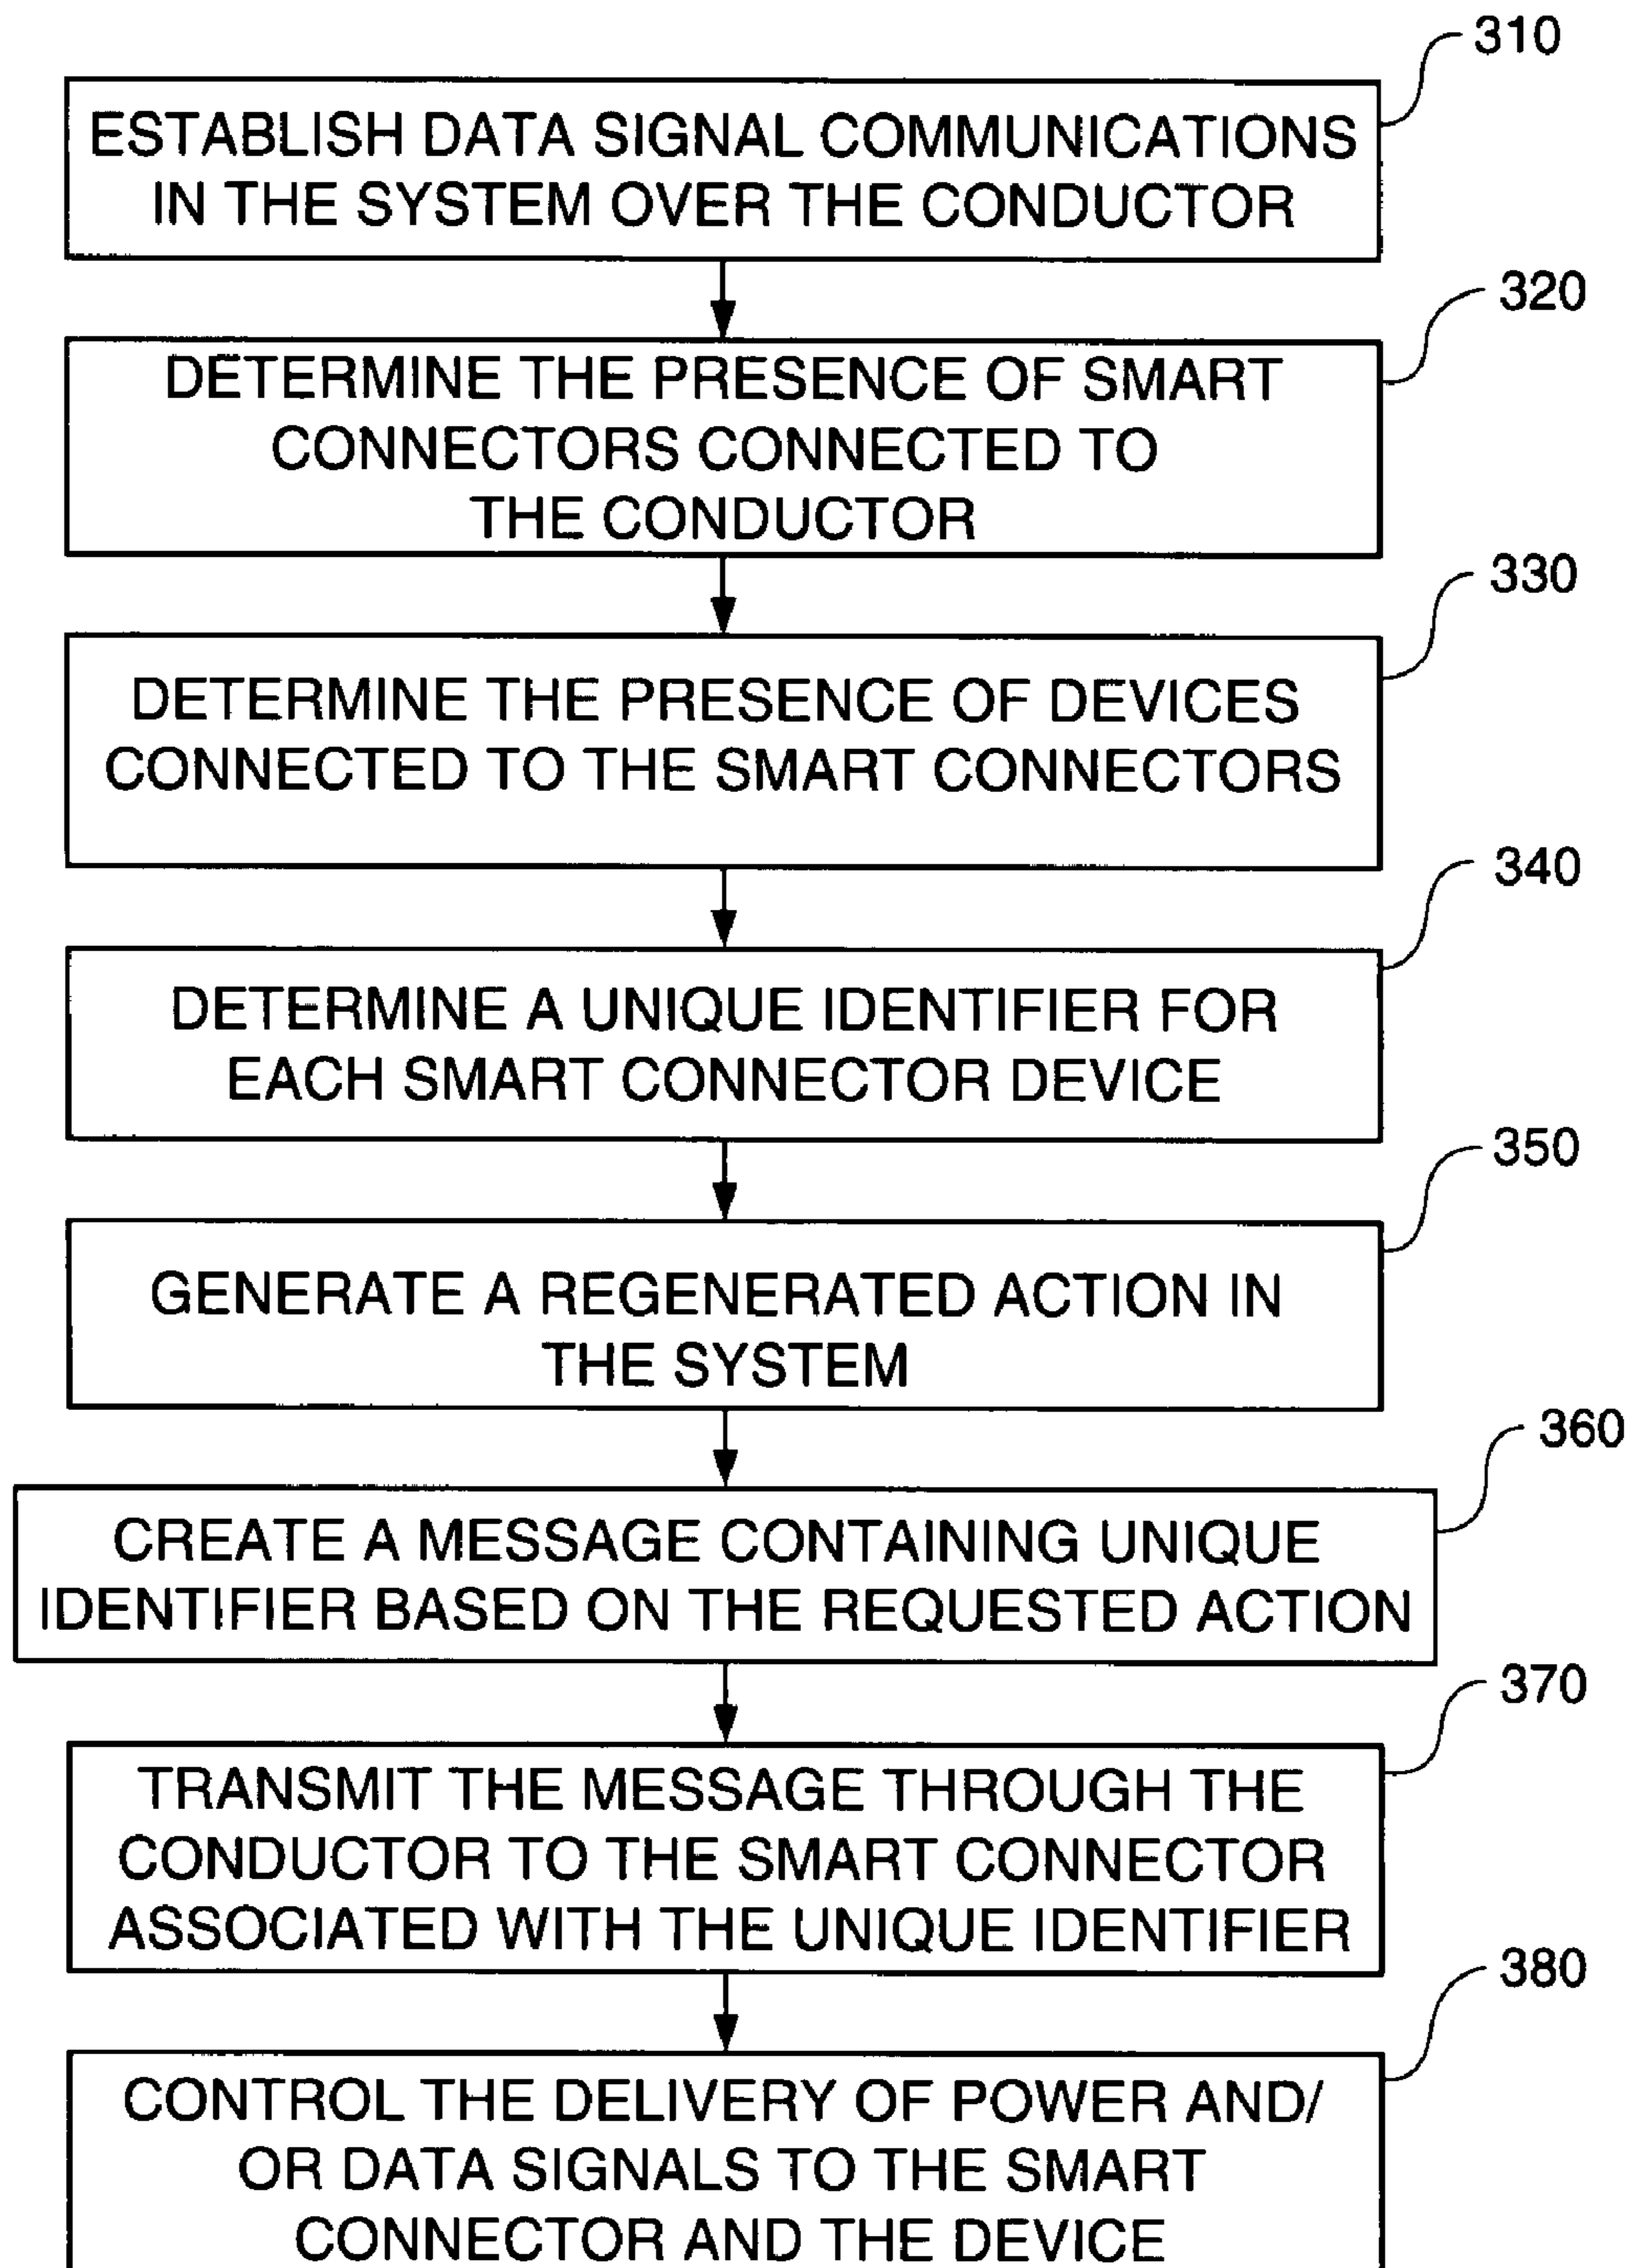 310
ESTABLISH DATA SIGNAL COMMUNICATIONS
IN THE SYSTEM OVER THE CONDUCTOR
320
DETERMINE THE PRESENCE OF SMART
CONNECTORS CONNECTED TO
THE CONDUCTOR
330
DETERMINE THE PRESENCE OF DEVICES
CONNECTED TO THE SMART CONNECTORS
340
DETERMINE A UNIQUE IDENTIFIER FOR
EACH SMART CONNECTOR DEVICE
350
GENERATE A REGENERATED ACTION IN
THE SYSTEM
360
CREATE A MESSAGE CONTAINING UNIQUE
IDENTIFIER BASED ON THE REQUESTED ACTION
370
TRANSMIT THE MESSAGE THROUGH THE
CONDUCTOR TO THE SMART CONNECTOR
ASSOCIATED WITH THE UNIQUE IDENTIFIER
380
CONTROL THE DELIVERY OF POWER AND/
OR DATA SIGNALS TO THE SMART
CONNECTOR AND THE DEVICE